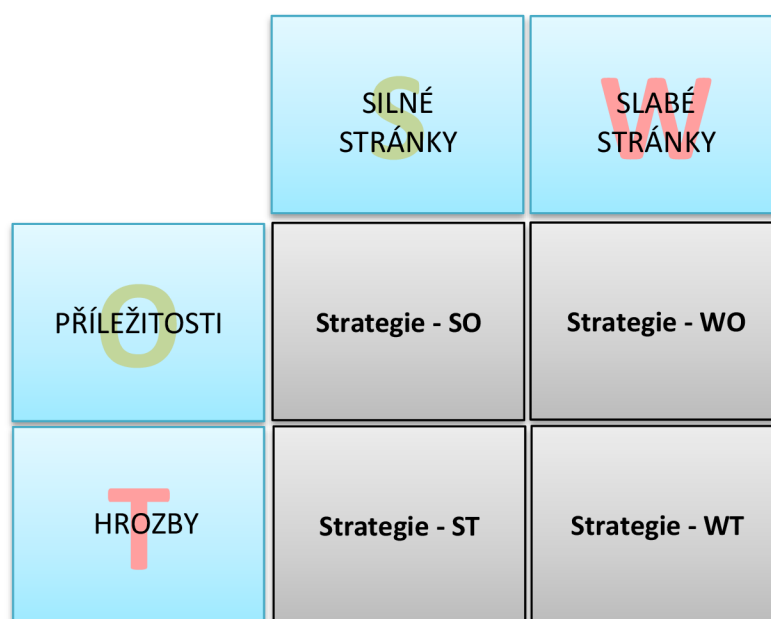 S
SILNÉ
STRÁNKY
W
SLABÉ
STRÁNKY
O
PŘÍLEŽITOSTI
Strategie - SO
Strategie - WO
T
HROZBY
Strategie - ST
Strategie - WT